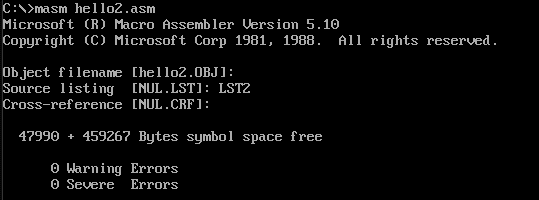 C:\>masm hello2.asm
Microsoft (R) Macro Assembler Version 5.10
Copyright (C) Microsoft Corp 1981, 1988.  All rights reserved.

Object filename [hello2.OBJ]:
Source listing  [NUL.LST]: LST2
Cross-reference [NUL.CRF]:

  47990 + 459267 Bytes symbol space free

      0 Warning Errors
      0 Severe  Errors